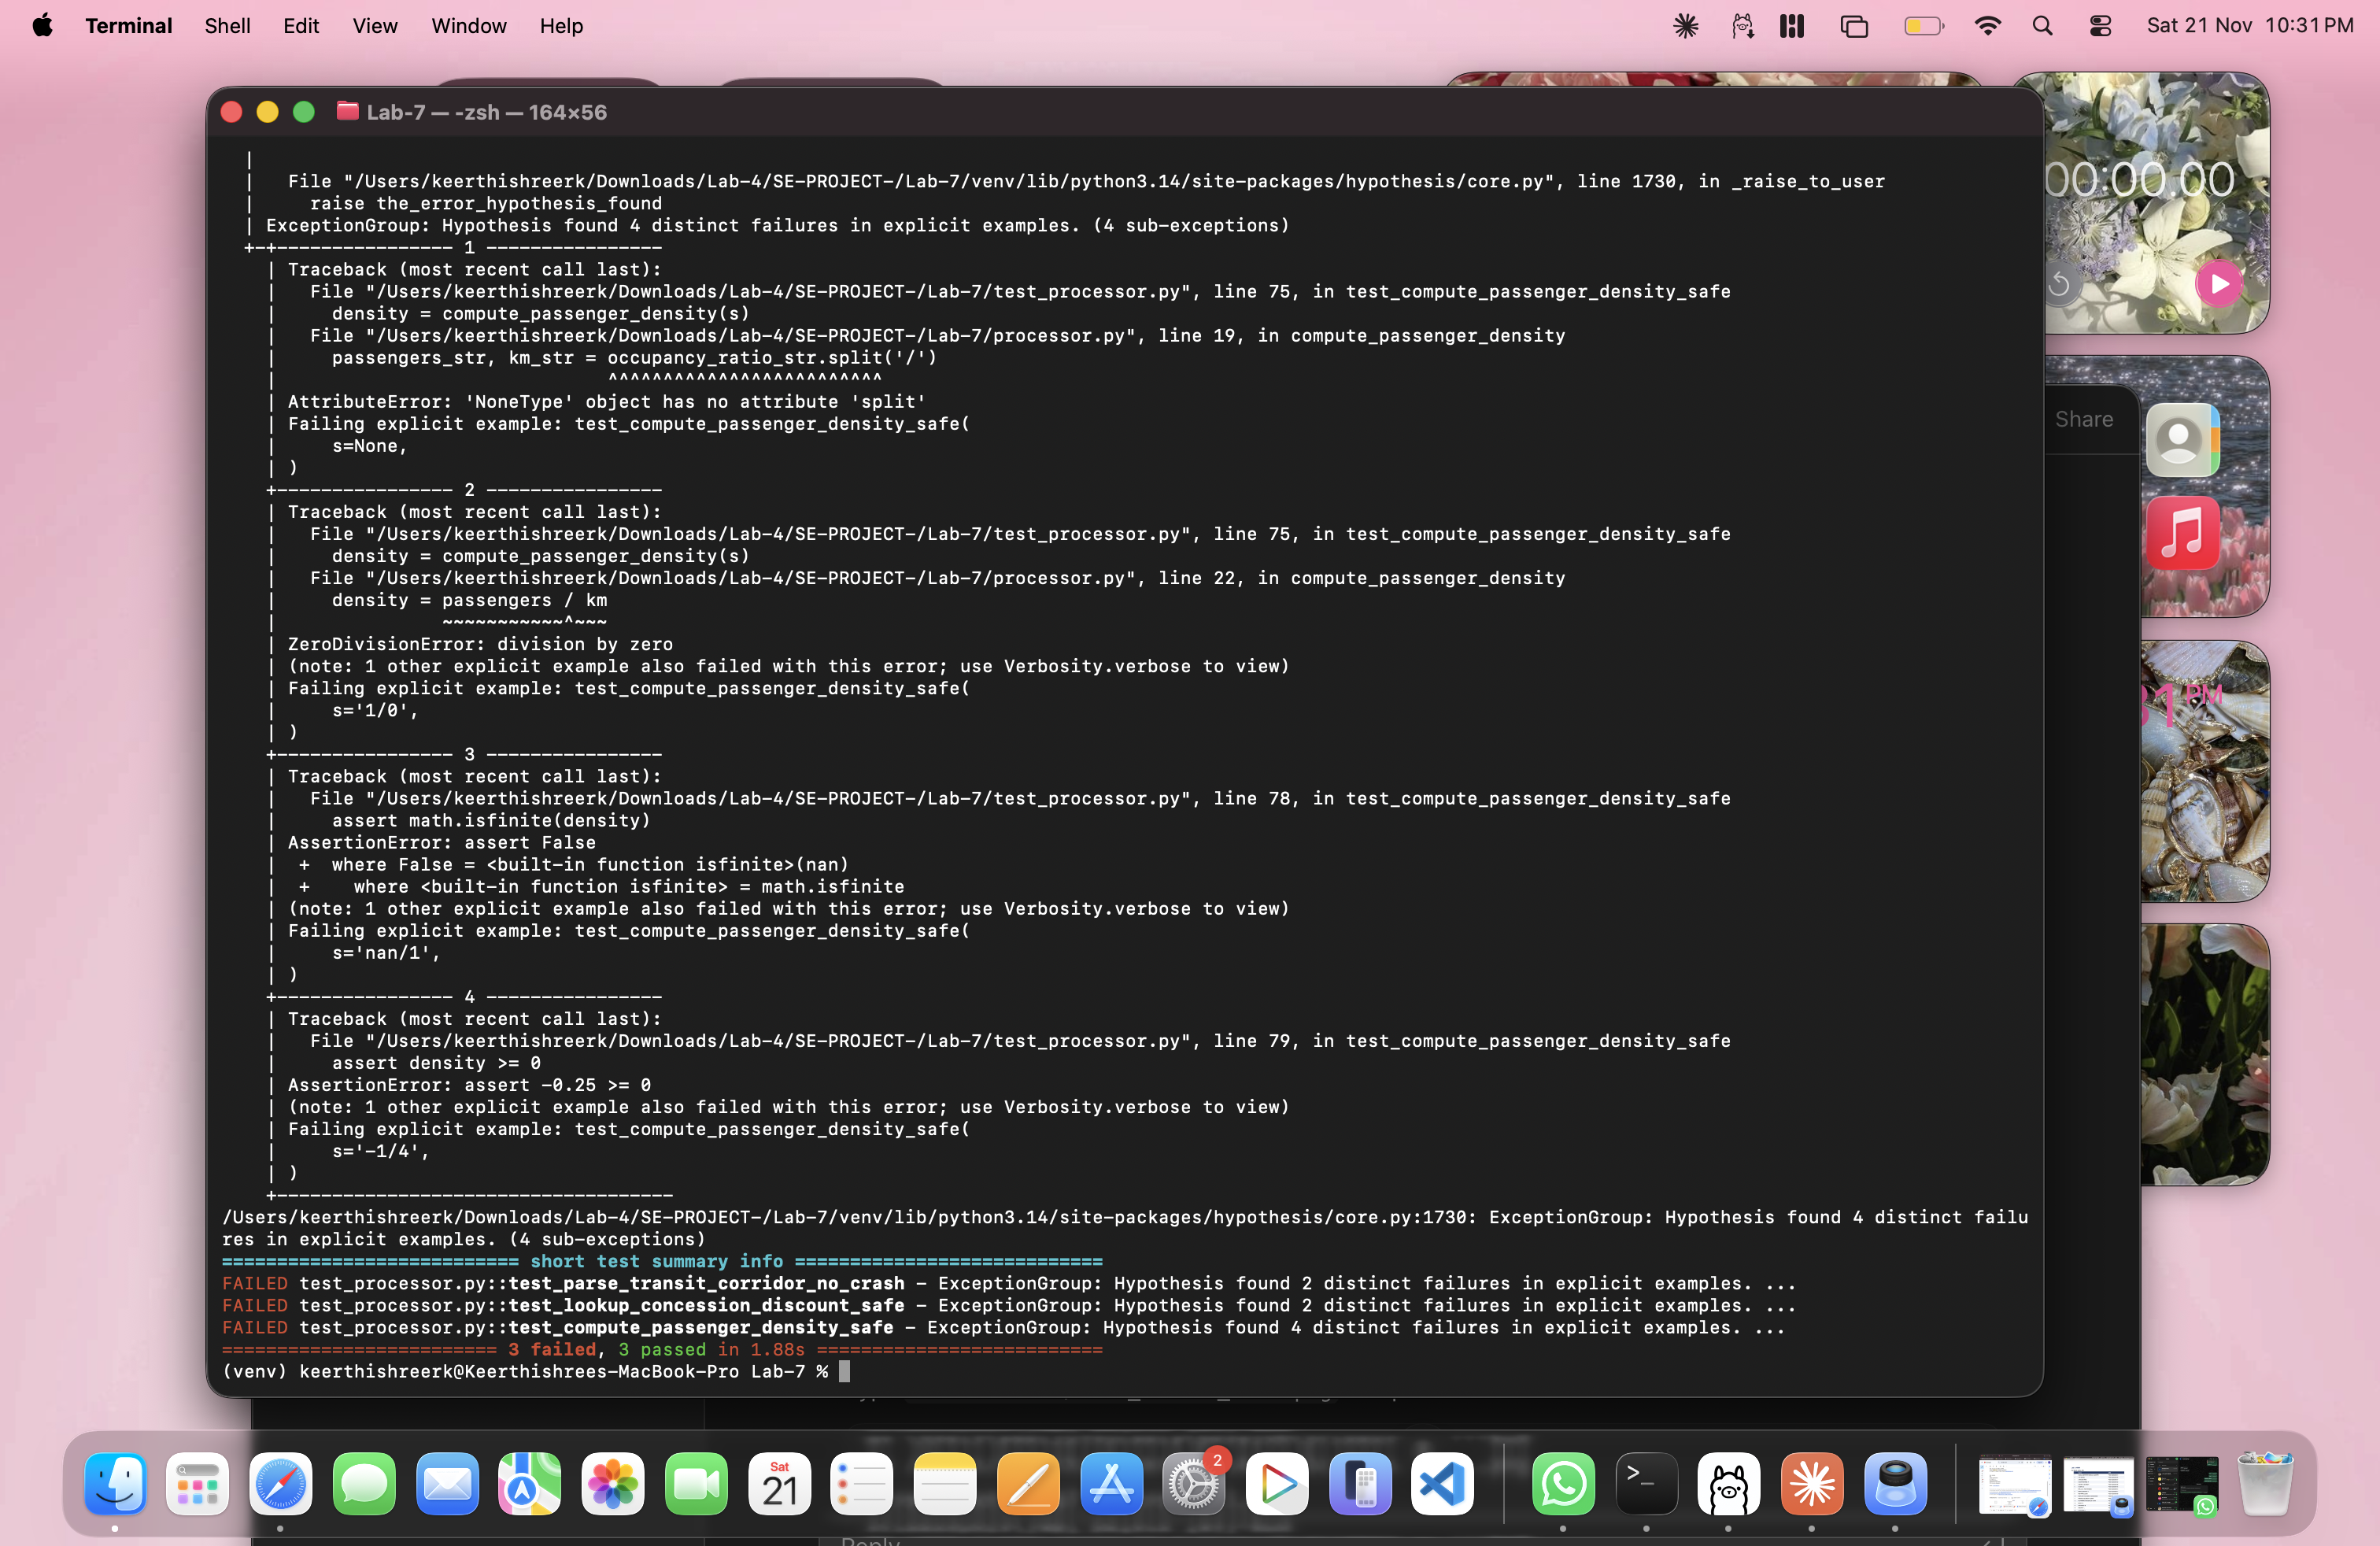 Terminal Shell Edit View Window Help
Sat 21 Nov 10:31 PM
Lab-7 — -zsh — 164×56
|
|   File "/Users/keerthishreerk/Downloads/Lab-4/SE-PROJECT-/Lab-7/venv/lib/python3.14/site-packages/hypothesis/core.py", line 1730, in _raise_to_user
|     raise the_error_hypothesis_found
| ExceptionGroup: Hypothesis found 4 distinct failures in explicit examples. (4 sub-exceptions)
+-+---------------- 1 ----------------
| Traceback (most recent call last):
|   File "/Users/keerthishreerk/Downloads/Lab-4/SE-PROJECT-/Lab-7/test_processor.py", line 75, in test_compute_passenger_density_safe
|     density = compute_passenger_density(s)
|   File "/Users/keerthishreerk/Downloads/Lab-4/SE-PROJECT-/Lab-7/processor.py", line 19, in compute_passenger_density
|     passengers_str, km_str = occupancy_ratio_str.split('/')
|                              ^^^^^^^^^^^^^^^^^^^^^^^^^
| AttributeError: 'NoneType' object has no attribute 'split'
| Failing explicit example: test_compute_passenger_density_safe(
|     s=None,
| )
+---------------- 2 ----------------
| Traceback (most recent call last):
|   File "/Users/keerthishreerk/Downloads/Lab-4/SE-PROJECT-/Lab-7/test_processor.py", line 75, in test_compute_passenger_density_safe
|     density = compute_passenger_density(s)
|   File "/Users/keerthishreerk/Downloads/Lab-4/SE-PROJECT-/Lab-7/processor.py", line 22, in compute_passenger_density
|     density = passengers / km
|               ~~~~~~~~~~~^~~~
| ZeroDivisionError: division by zero
| (note: 1 other explicit example also failed with this error; use Verbosity.verbose to view)
| Failing explicit example: test_compute_passenger_density_safe(
|     s='1/0',
| )
+---------------- 3 ----------------
| Traceback (most recent call last):
|   File "/Users/keerthishreerk/Downloads/Lab-4/SE-PROJECT-/Lab-7/test_processor.py", line 78, in test_compute_passenger_density_safe
|     assert math.isfinite(density)
| AssertionError: assert False
|  +  where False = <built-in function isfinite>(nan)
|  +    where <built-in function isfinite> = math.isfinite
| (note: 1 other explicit example also failed with this error; use Verbosity.verbose to view)
| Failing explicit example: test_compute_passenger_density_safe(
|     s='nan/1',
| )
+---------------- 4 ----------------
| Traceback (most recent call last):
|   File "/Users/keerthishreerk/Downloads/Lab-4/SE-PROJECT-/Lab-7/test_processor.py", line 79, in test_compute_passenger_density_safe
|     assert density >= 0
| AssertionError: assert -0.25 >= 0
| (note: 1 other explicit example also failed with this error; use Verbosity.verbose to view)
| Failing explicit example: test_compute_passenger_density_safe(
|     s='-1/4',
| )
+------------------------------------
/Users/keerthishreerk/Downloads/Lab-4/SE-PROJECT-/Lab-7/venv/lib/python3.14/site-packages/hypothesis/core.py:1730: ExceptionGroup: Hypothesis found 4 distinct failu
res in explicit examples. (4 sub-exceptions)
=========================== short test summary info ============================
FAILED test_processor.py::test_parse_transit_corridor_no_crash - ExceptionGroup: Hypothesis found 2 distinct failures in explicit examples. ...
FAILED test_processor.py::test_lookup_concession_discount_safe - ExceptionGroup: Hypothesis found 2 distinct failures in explicit examples. ...
FAILED test_processor.py::test_compute_passenger_density_safe - ExceptionGroup: Hypothesis found 4 distinct failures in explicit examples. ...
========================= 3 failed, 3 passed in 1.88s ==========================
(venv) keerthishreerk@Keerthishrees-MacBook-Pro Lab-7 %
00:00.00
Share
31 PM
Sat
21
2